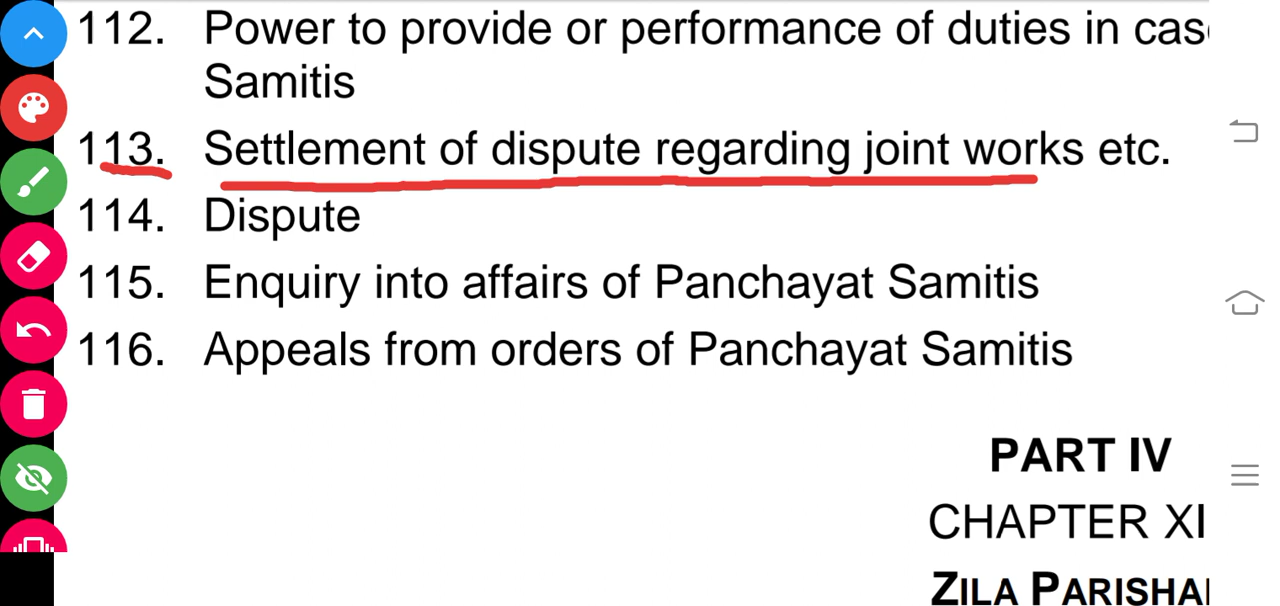 112. Power to provide or performance of duties in
Samitis
113. Settlement of dispute regarding joint works etc.
114. Dispute
115. Enquiry into affairs of Panchayat Samitis
116. Appeals from orders of Panchayat Samitis
PART IV
CHAPTER XI
ZILA